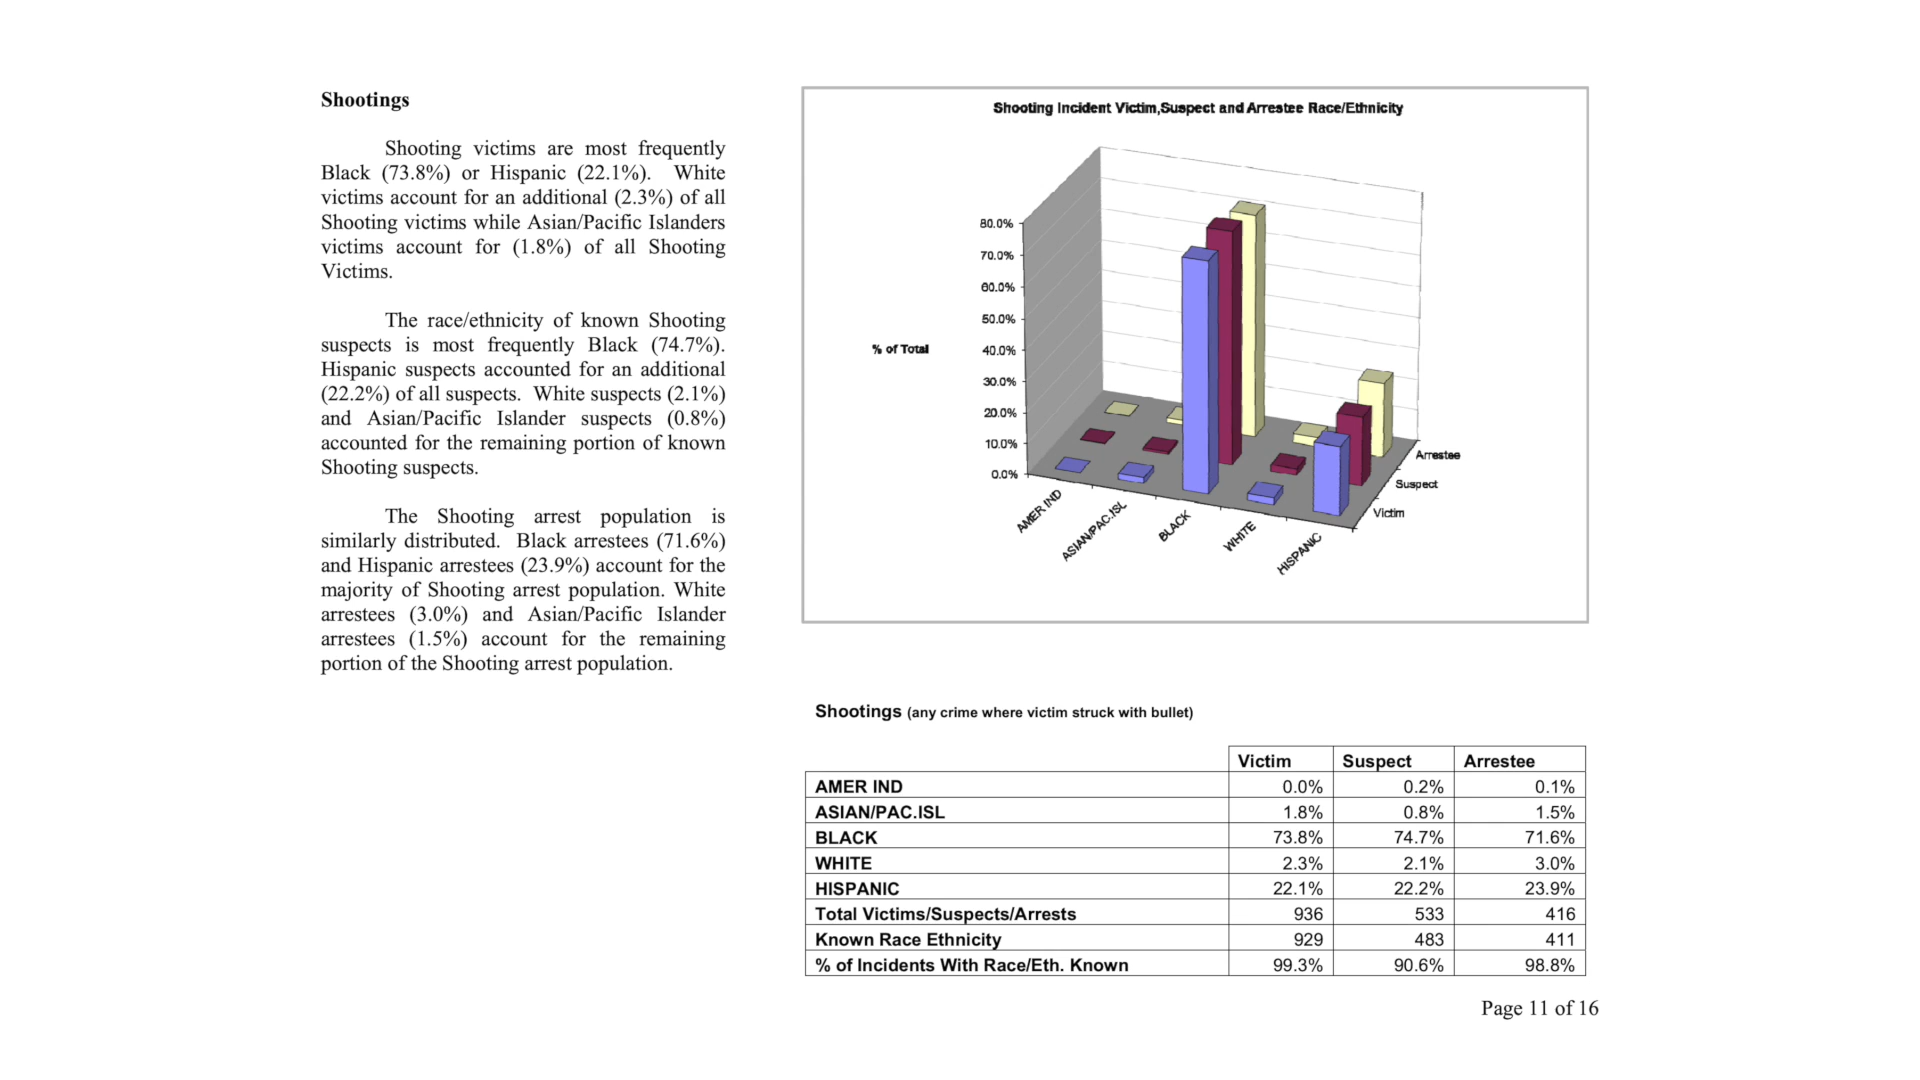 Shootings
Shooting victims are most frequently
Black (73.8%) or Hispanic (22.1%). White
victims account for an additional (2.3%) of all
Shooting victims while Asian/Pacific Islanders
victims account for (1.8%) of all Shooting
Victims.
The race/ethnicity of known Shooting
suspects is most frequently Black (74.7%).
Hispanic suspects accounted for an additional
(22.2%) of all suspects. White suspects (2.1%)
and Asian/Pacific Islander suspects (0.8%)
accounted for the remaining portion of known
Shooting suspects.
The Shooting arrest population is
similarly distributed. Black arrestees (71.6%)
and Hispanic arrestees (23.9%) account for the
majority of Shooting arrest population. White
arrestees (3.0%) and Asian/Pacific Islander
arrestees (1.5%) account for the remaining
portion of the Shooting arrest population.
Shooting Incident Victim,Suspect and Arrestee Race/Ethnicity
80.0%
70.0%
60.0%
50.0%
% of Total
40.0%
30.0%
20.0%
10.0%
0.0%
Arrestee
Suspect
Victim
AMER IND
ASIAN/PAC.ISL
BLACK
WHITE
HISPANIC
Shootings (any crime where victim struck with bullet)
Victim Suspect Arrestee
AMER IND 0.0% 0.2% 0.1%
ASIAN/PAC.ISL 1.8% 0.8% 1.5%
BLACK 73.8% 74.7% 71.6%
WHITE 2.3% 2.1% 3.0%
HISPANIC 22.1% 22.2% 23.9%
Total Victims/Suspects/Arrests 936 533 416
Known Race Ethnicity 929 483 411
% of Incidents With Race/Eth. Known 99.3% 90.6% 98.8%
Page 11 of 16